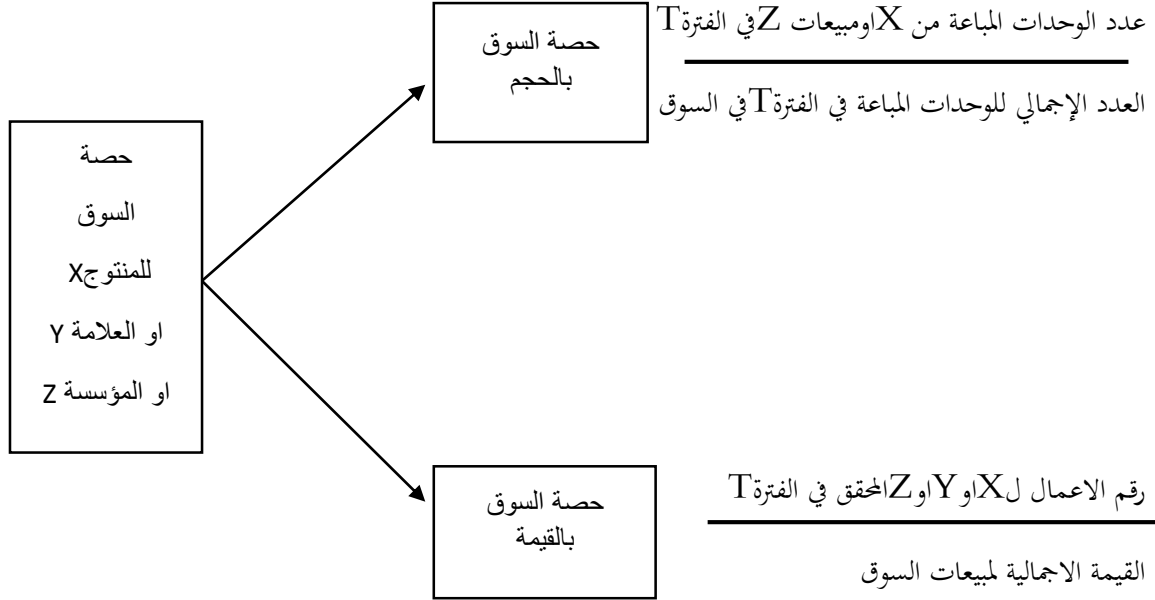 حصة
السوق
للمنتوجX
او العلامة Y
او المؤسسة Z
حصة السوق
بالحجم
عدد الوحدات المباعة من Xاومبيعات Zفي الفترةT
العدد الإجمالي للوحدات المباعة في الفترةTفي السوق
حصة السوق
بالقيمة
رقم الاعمال لXاوYاوZالمحقق في الفترةT
القيمة الاجمالية لمبيعات السوق